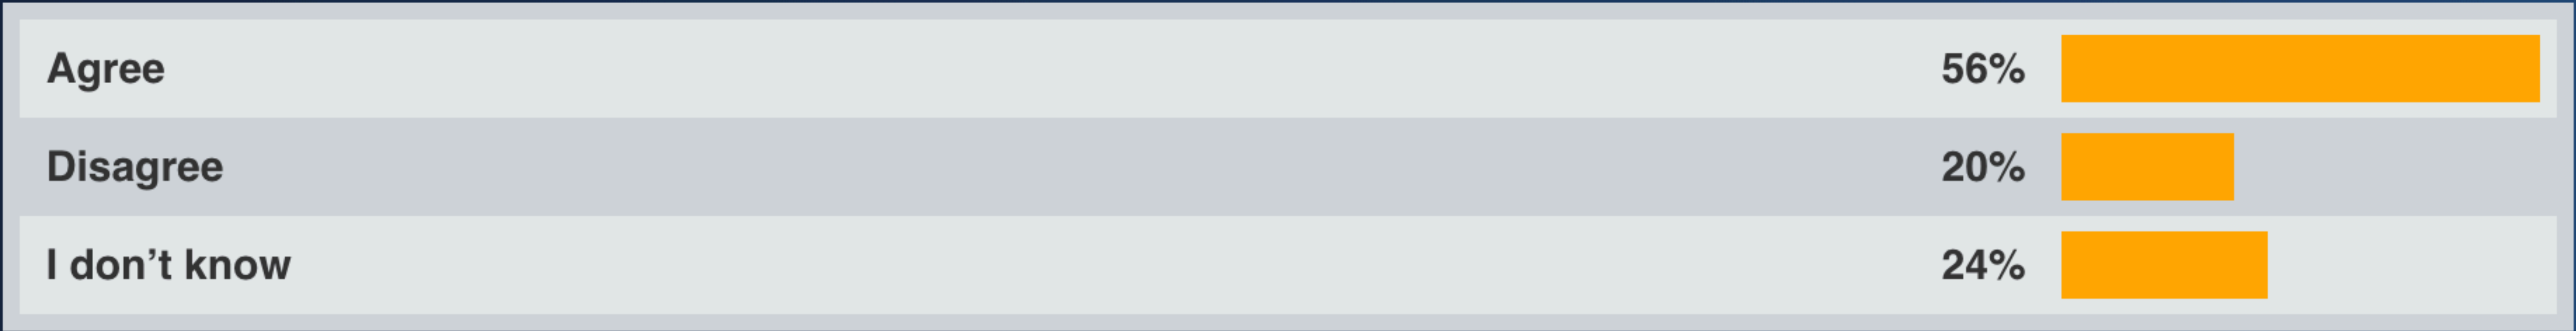 Agree 56%
Disagree 20%
I don’t know 24%